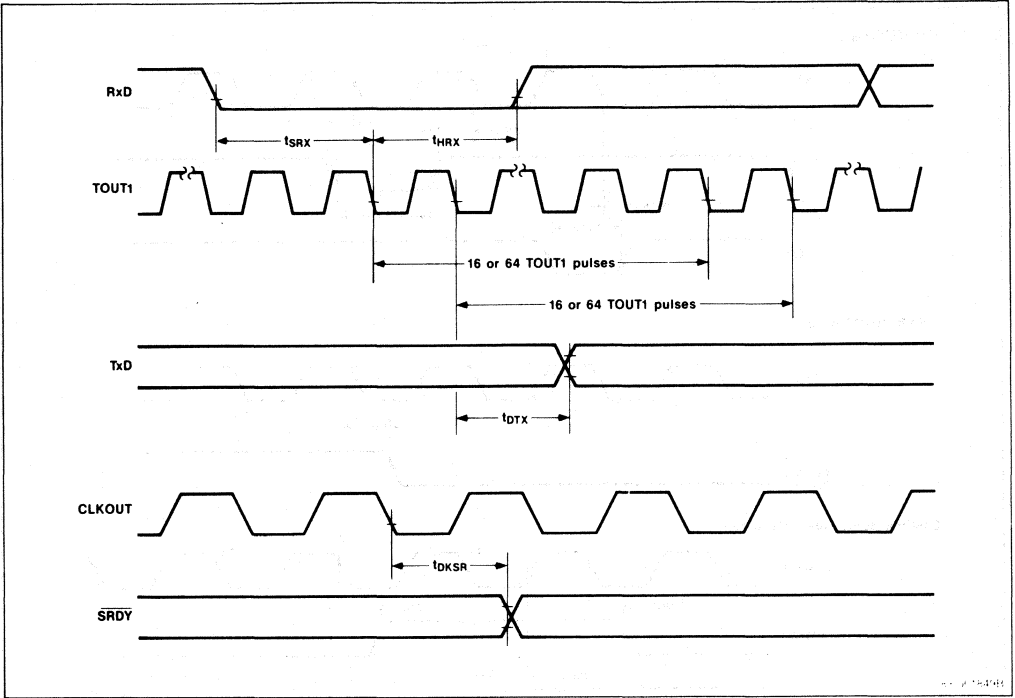 RxD
tSRX
tHRX
TOUT1
16 or 64 TOUT1 pulses
16 or 64 TOUT1 pulses
TxD
tDTX
CLKOUT
tDKSR
SRDY